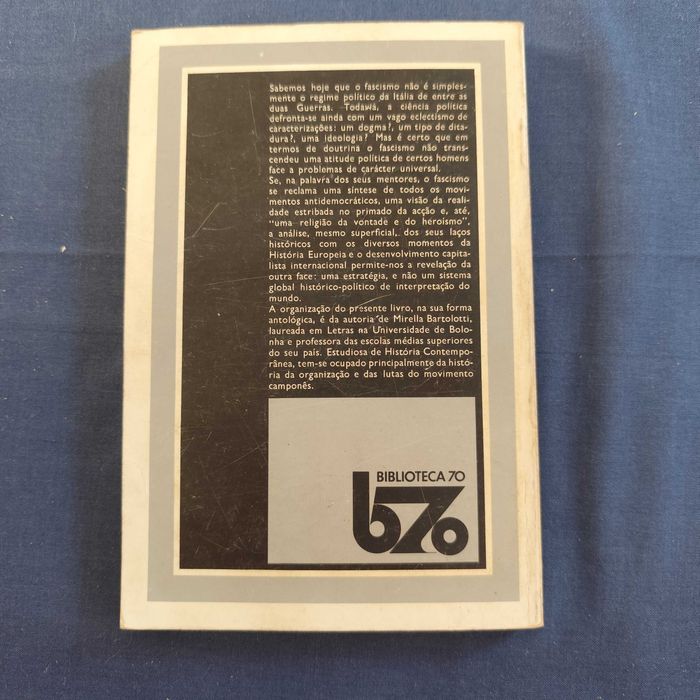 Sabemos hoje que o fascismo não é simples-
mente o regime político da Itália de entre as
duas Guerras. Todavia, a ciência política
defronta-se ainda com um vago eclectismo de
caracterizações: um dogma?, um tipo de dita-
dura?, uma ideologia? Mas é certo que em
termos de doutrina o fascismo não trans-
cendeu uma atitude política de certos homens
face a problemas de carácter universal.
Se, na palavra dos seus mentores, o fascismo
se reclama uma síntese de todos os movi-
mentos antidemocráticos, uma visão da reali-
dade estribada no primado da acção e, até,
"uma religião da vontade e do heroísmo",
a análise, mesmo superficial, dos seus laços
históricos com os diversos momentos da
História Europeia e o desenvolvimento capita-
lista internacional permite-nos a revelação da
outra face: uma estratégia, e não um sistema
global histórico-político de interpretação do
mundo.
A organização do presente livro, na sua forma
antológica, é da autoria de Mirella Bartolotti,
laureada em Letras na Universidade de Bolo-
nha e professora das escolas médias superiores
do seu país. Estudiosa de História Contempo-
rânea, tem-se ocupado principalmente da histó-
ria da organização e das lutas do movimento
camponês.
BIBLIOTECA 70
b70